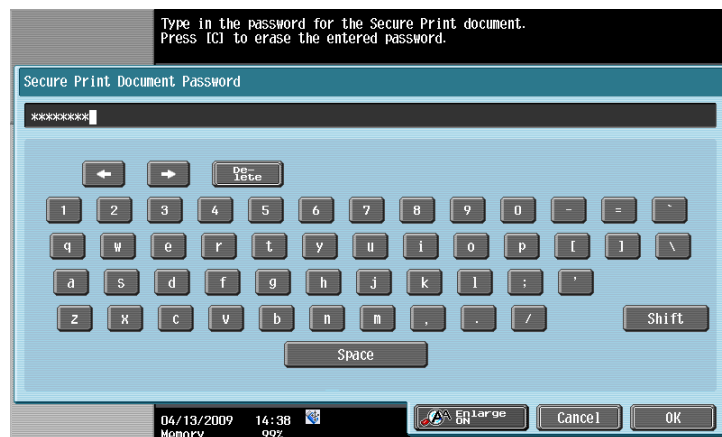 Type in the password for the Secure Print document.
Press [C] to erase the entered password.
Secure Print Document Password
********
← → De-
lete
1 2 3 4 5 6 7 8 9 0 - = `
q w e r t y u i o p [ ] \
a s d f g h j k l ; '
z x c v b n m , . / Shift
Space
Enlarge
ON
Cancel OK
04/13/2009 14:38
Memory 99%